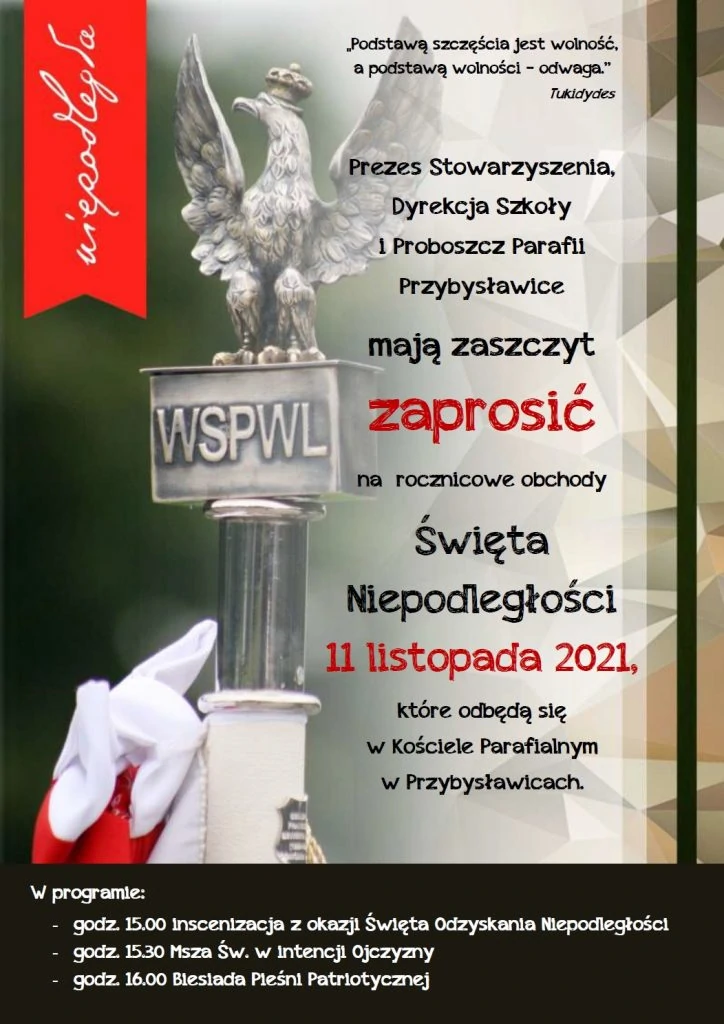 niepodległa
„Podstawą szczęścia jest wolność,
a podstawą wolności – odwaga.”
Tukidydes
Prezes Stowarzyszenia,
Dyrekcja Szkoły
i Proboszcz Parafii
Przybysławice
mają zaszczyt
zaprosić
na rocznicowe obchody
Święta
Niepodległości
11 listopada 2021,
które odbędą się
w Kościele Parafialnym
w Przybysławicach.
WSPWL
W programie:
- godz. 15.00 inscenizacja z okazji Święta Odzyskania Niepodległości
- godz. 15.30 Msza Św. w intencji Ojczyzny
- godz. 16.00 Biesiada Pieśni Patriotycznej